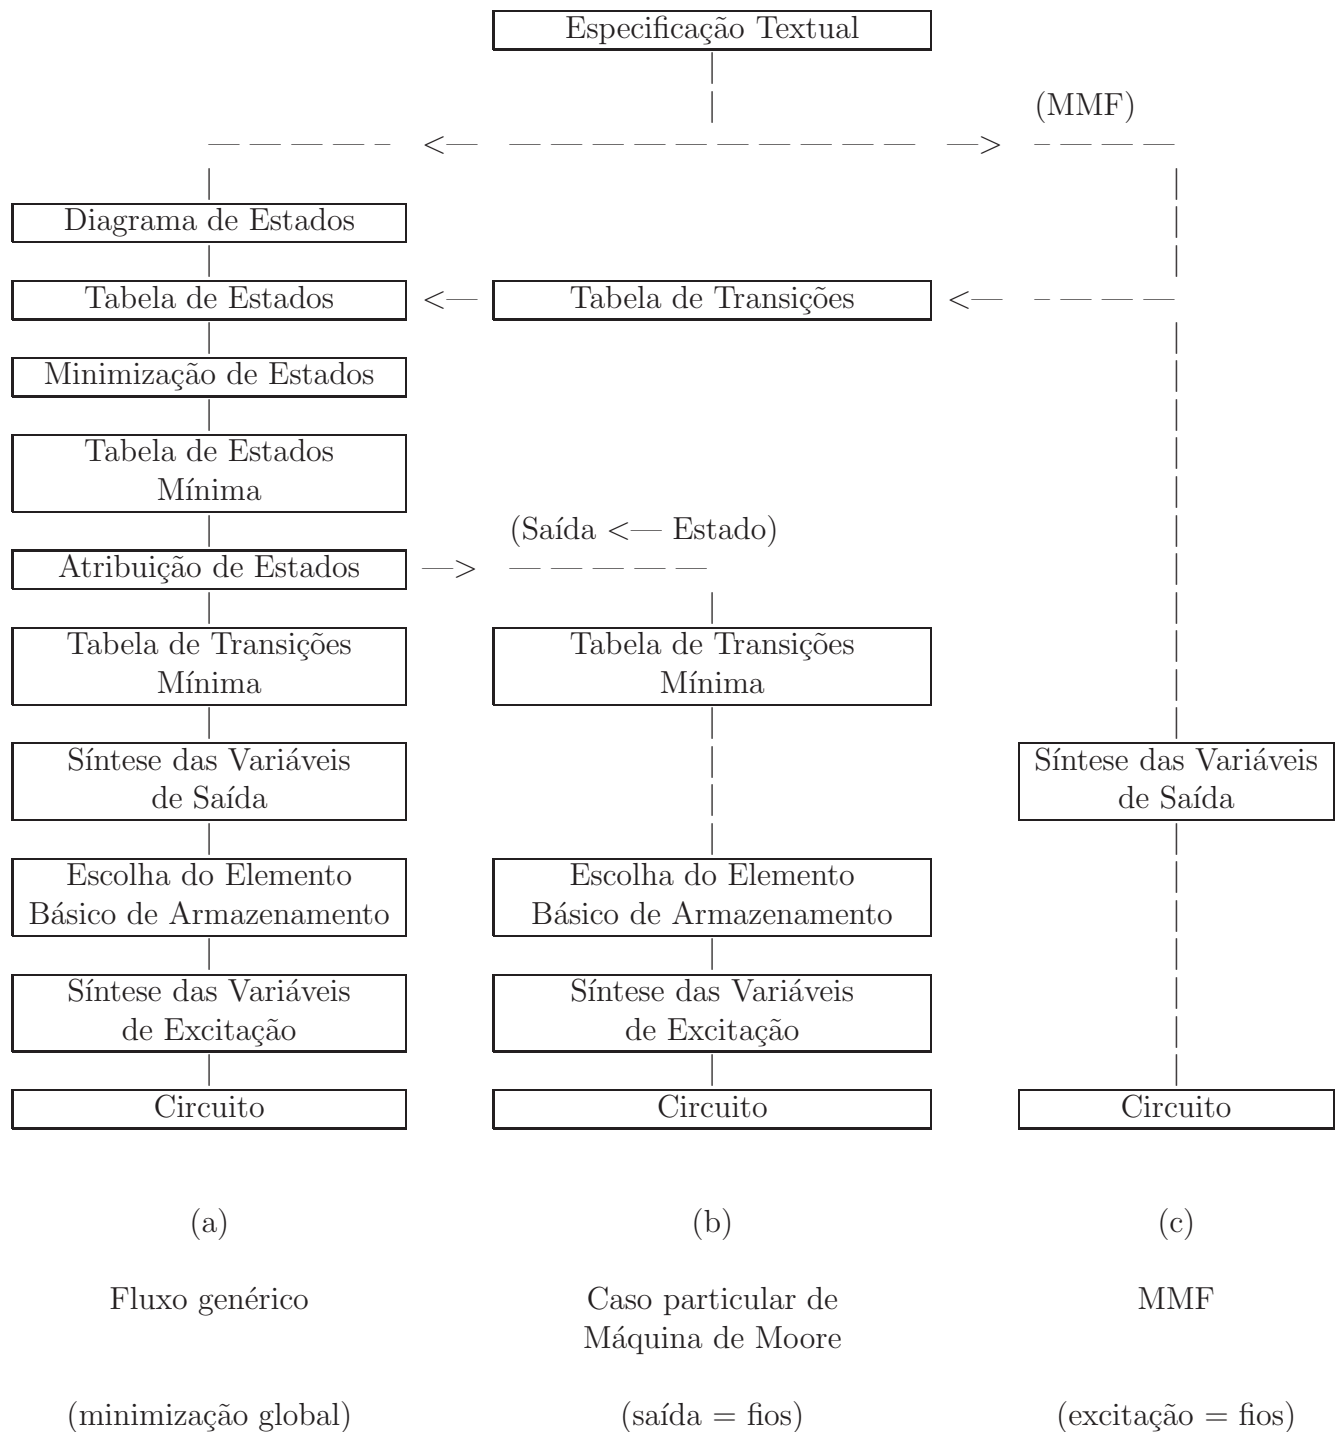 Especificação Textual
(MMF)
Diagrama de Estados
Tabela de Estados
Tabela de Transições
Minimização de Estados
Tabela de Estados
Mínima
(Saída <— Estado)
Atribuição de Estados
Tabela de Transições
Mínima
Tabela de Transições
Mínima
Síntese das Variáveis
de Saída
Síntese das Variáveis
de Saída
Escolha do Elemento
Básico de Armazenamento
Escolha do Elemento
Básico de Armazenamento
Síntese das Variáveis
de Excitação
Síntese das Variáveis
de Excitação
Circuito
Circuito
Circuito
(a)
(b)
(c)
Fluxo genérico
Caso particular de
Máquina de Moore
MMF
(minimização global)
(saída = fios)
(excitação = fios)